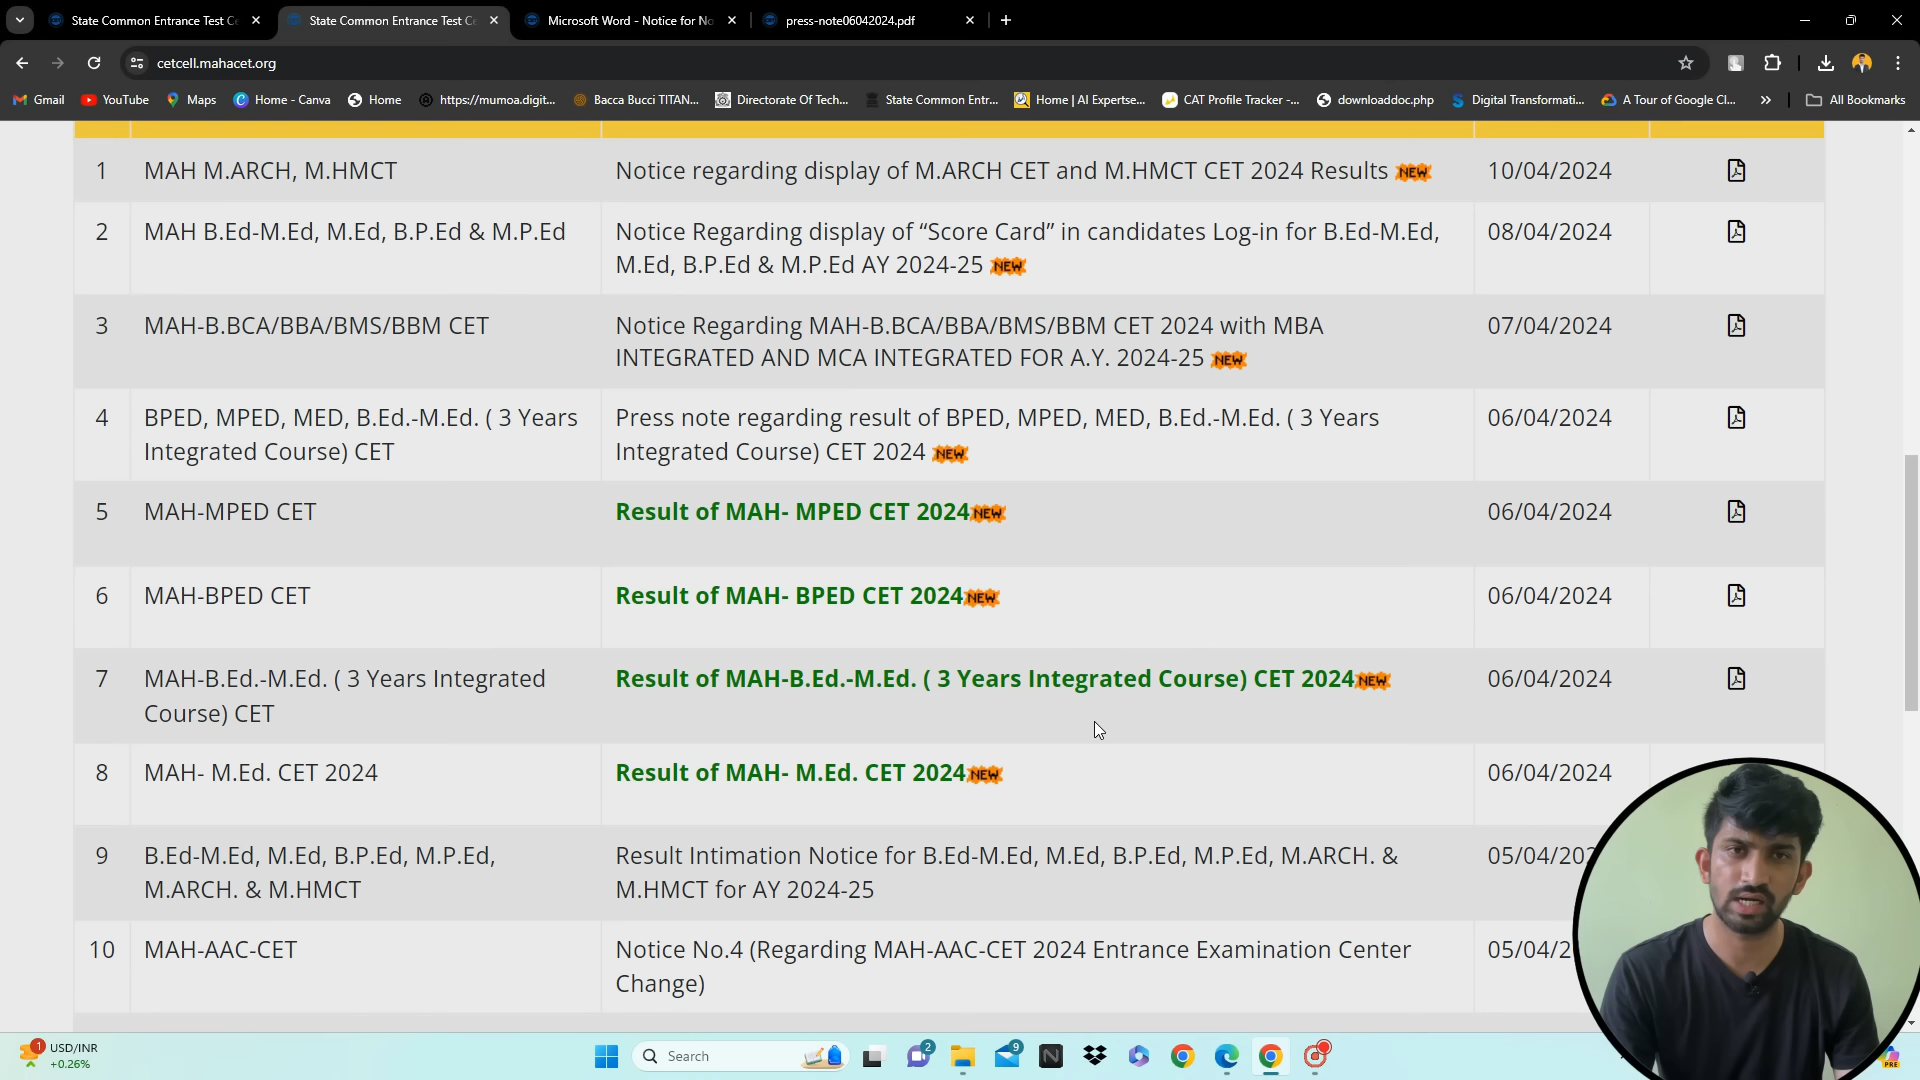 State Common Entrance Test Ce
State Common Entrance Test Ce
Microsoft Word - Notice for No
press-note06042024.pdf
cetcell.mahacet.org
Gmail
YouTube
Maps
Home - Canva
Home
https://mumoa.digit...
Bacca Bucci TITAN...
Directorate Of Tech...
State Common Entr...
Home | AI Expertse...
CAT Profile Tracker -...
downloaddoc.php
Digital Transformati...
A Tour of Google Cl...
All Bookmarks
1 MAH M.ARCH, M.HMCT Notice regarding display of M.ARCH CET and M.HMCT CET 2024 Results NEW 10/04/2024
2 MAH B.Ed-M.Ed, M.Ed, B.P.Ed & M.P.Ed Notice Regarding display of “Score Card” in candidates Log-in for B.Ed-M.Ed, 08/04/2024
M.Ed, B.P.Ed & M.P.Ed AY 2024-25 NEW
3 MAH-B.BCA/BBA/BMS/BBM CET Notice Regarding MAH-B.BCA/BBA/BMS/BBM CET 2024 with MBA 07/04/2024
INTEGRATED AND MCA INTEGRATED FOR A.Y. 2024-25 NEW
4 BPED, MPED, MED, B.Ed.-M.Ed. ( 3 Years Press note regarding result of BPED, MPED, MED, B.Ed.-M.Ed. ( 3 Years 06/04/2024
Integrated Course) CET Integrated Course) CET 2024 NEW
5 MAH-MPED CET Result of MAH- MPED CET 2024 NEW 06/04/2024
6 MAH-BPED CET Result of MAH- BPED CET 2024 NEW 06/04/2024
7 MAH-B.Ed.-M.Ed. ( 3 Years Integrated Result of MAH-B.Ed.-M.Ed. ( 3 Years Integrated Course) CET 2024 NEW 06/04/2024
Course) CET
8 MAH- M.Ed. CET 2024 Result of MAH- M.Ed. CET 2024 NEW 06/04/2024
9 B.Ed-M.Ed, M.Ed, B.P.Ed, M.P.Ed, Result Intimation Notice for B.Ed-M.Ed, M.Ed, B.P.Ed, M.P.Ed, M.ARCH. & 05/04/202
M.ARCH. & M.HMCT M.HMCT for AY 2024-25
10 MAH-AAC-CET Notice No.4 (Regarding MAH-AAC-CET 2024 Entrance Examination Center 05/04/2
Change)
1 USD/INR
+0.26%
Search
2
9
PRE